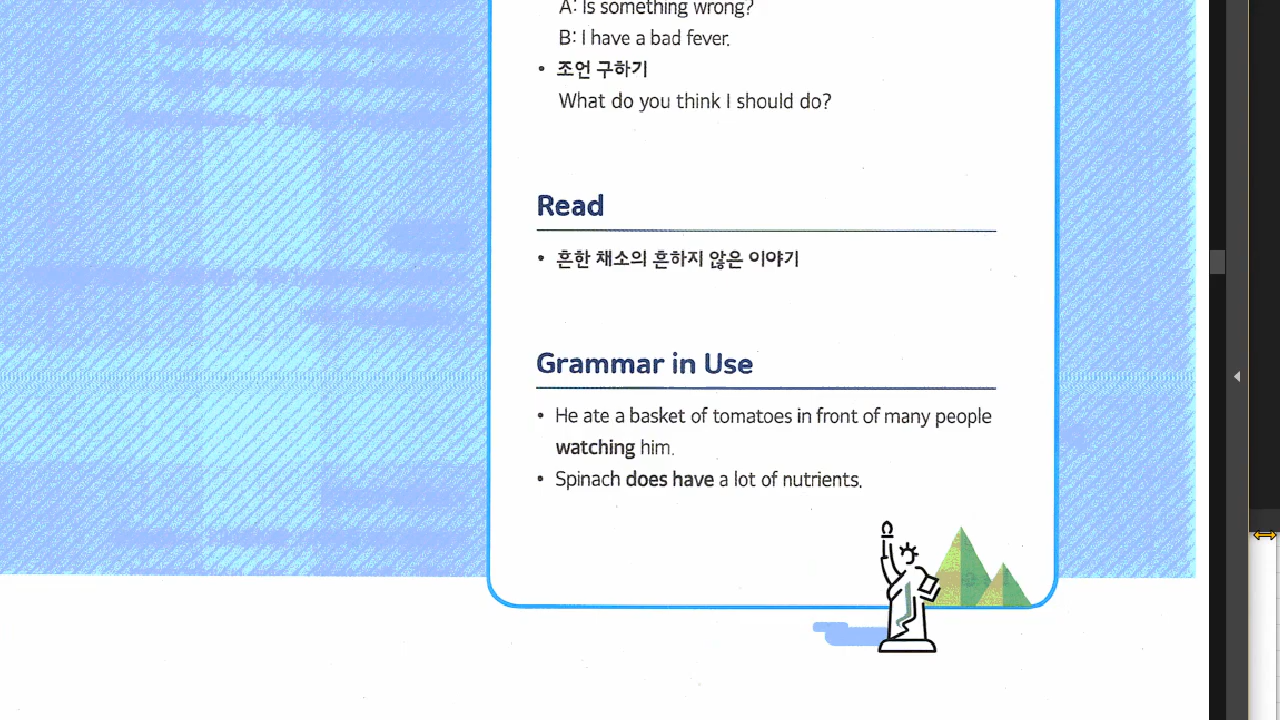 A: Is something wrong?
B: I have a bad fever.
• 조언 구하기
What do you think I should do?
Read
• 흔한 채소의 흔하지 않은 이야기
Grammar in Use
• He ate a basket of tomatoes in front of many people
watching him.
• Spinach does have a lot of nutrients.